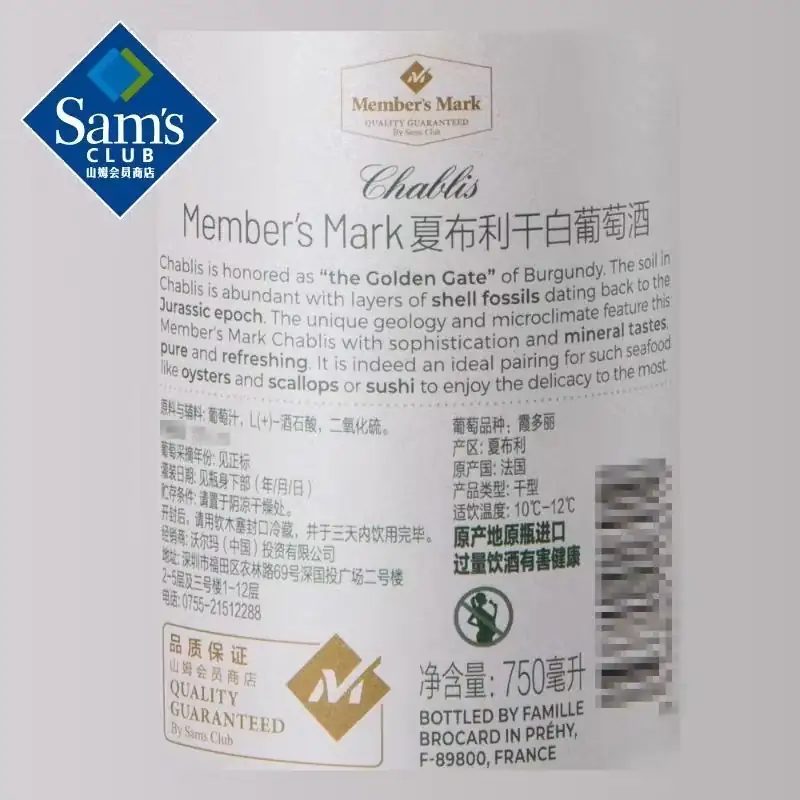 Sam's
CLUB
山姆会员商店
Member's Mark
QUALITY GUARANTEED
By Sams Club
Chablis
Member's Mark 夏布利干白葡萄酒
Chablis is honored as "the Golden Gate" of Burgundy. The soil in
Chablis is abundant with layers of shell fossils dating back to the
Jurassic epoch. The unique geology and microclimate feature this
Member's Mark Chablis with sophistication and mineral tastes,
pure and refreshing. It is indeed an ideal pairing for such seafood
like oysters and scallops or sushi to enjoy the delicacy to the most.
原料与辅料: 葡萄汁, L(+)-酒石酸, 二氧化硫。
葡萄采摘年份: 见正标
灌装日期: 见瓶身下部 (年/月/日)
贮存条件: 请置于阴凉干燥处。
开封后, 请用软木塞封口冷藏, 并于三天内饮用完毕。
经销商: 沃尔玛 (中国) 投资有限公司
地址: 深圳市福田区农林路69号深国投广场二号楼
2-5层及三号楼1-12层
电话: 0755-21512288
葡萄品种: 霞多丽
产区: 夏布利
原产国: 法国
产品类型: 干型
适饮温度: 10℃-12℃
原产地原瓶进口
过量饮酒有害健康
品质保证
山姆会员商店
QUALITY
GUARANTEED
By Sams Club
净含量: 750毫升
BOTTLED BY FAMILLE
BROCARD IN PRÉHY,
F-89800, FRANCE